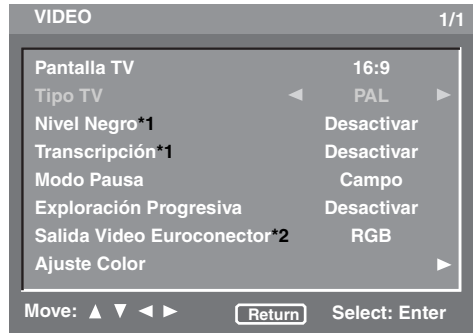 VIDEO 1/1
Pantalla TV 16:9
Tipo TV ◄ PAL ►
Nivel Negro*1 Desactivar
Transcripción*1 Desactivar
Modo Pausa Campo
Exploración Progresiva Desactivar
Salida Video Euroconector*2 RGB
Ajuste Color ►
Move: ▲ ▼ ◄ ► Return Select: Enter